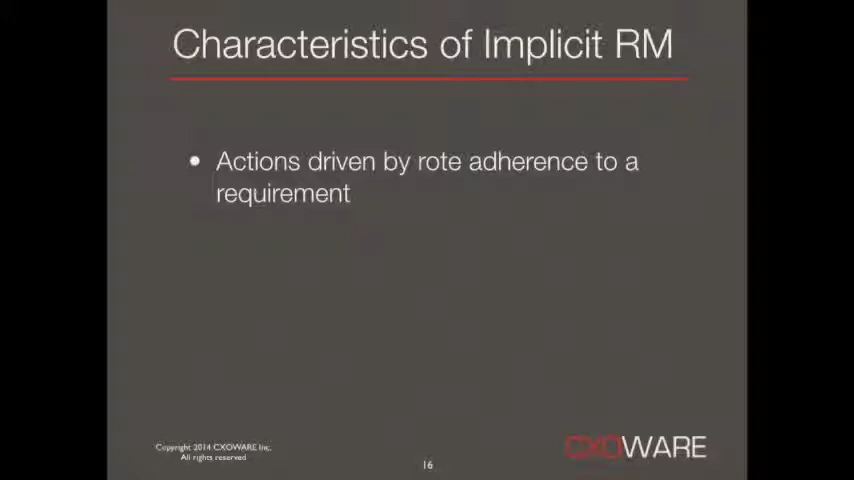 Characteristics of Implicit RM
• Actions driven by rote adherence to a
requirement
Copyright 2014 CXOWARE Inc.
All rights reserved
16
CXOWARE